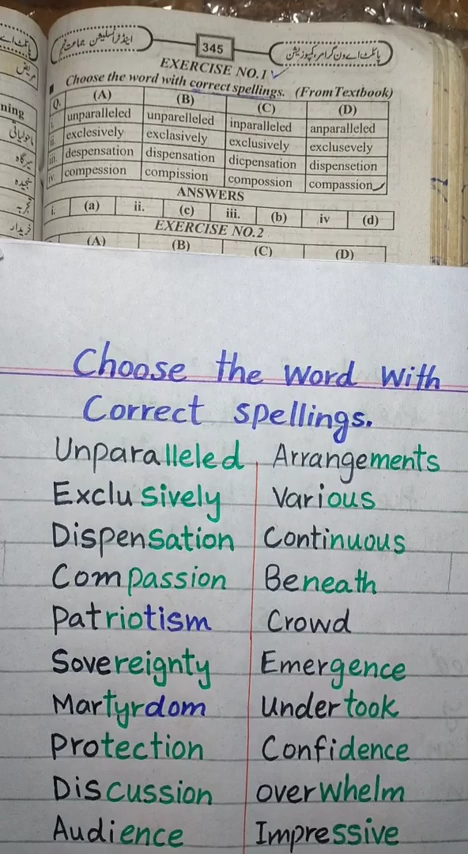 345
EXERCISE NO.1
Choose the word with correct spellings. (From Textbook)
Q. (A) (B) (C) (D)
i. unparalleled unparelleled inparalleled anparalleled
ii. exclesively exclasively exclusively exclusevely
iii. despensation dispensation dicpensation dispensetion
iv. compession compission compossion compassion
ANSWERS
i. (a) ii. (c) iii. (b) .iv (d)
EXERCISE NO.2
(A) (B) (C) (D)
ning
Choose the word with
Correct spellings.
Unparalleled Arrangements
Exclusively Various
Dispensation Continuous
Compassion Beneath
Patriotism Crowd
Sovereignty Emergence
Martyrdom Undertook
Protection Confidence
Discussion overwhelm
Audience Impressive